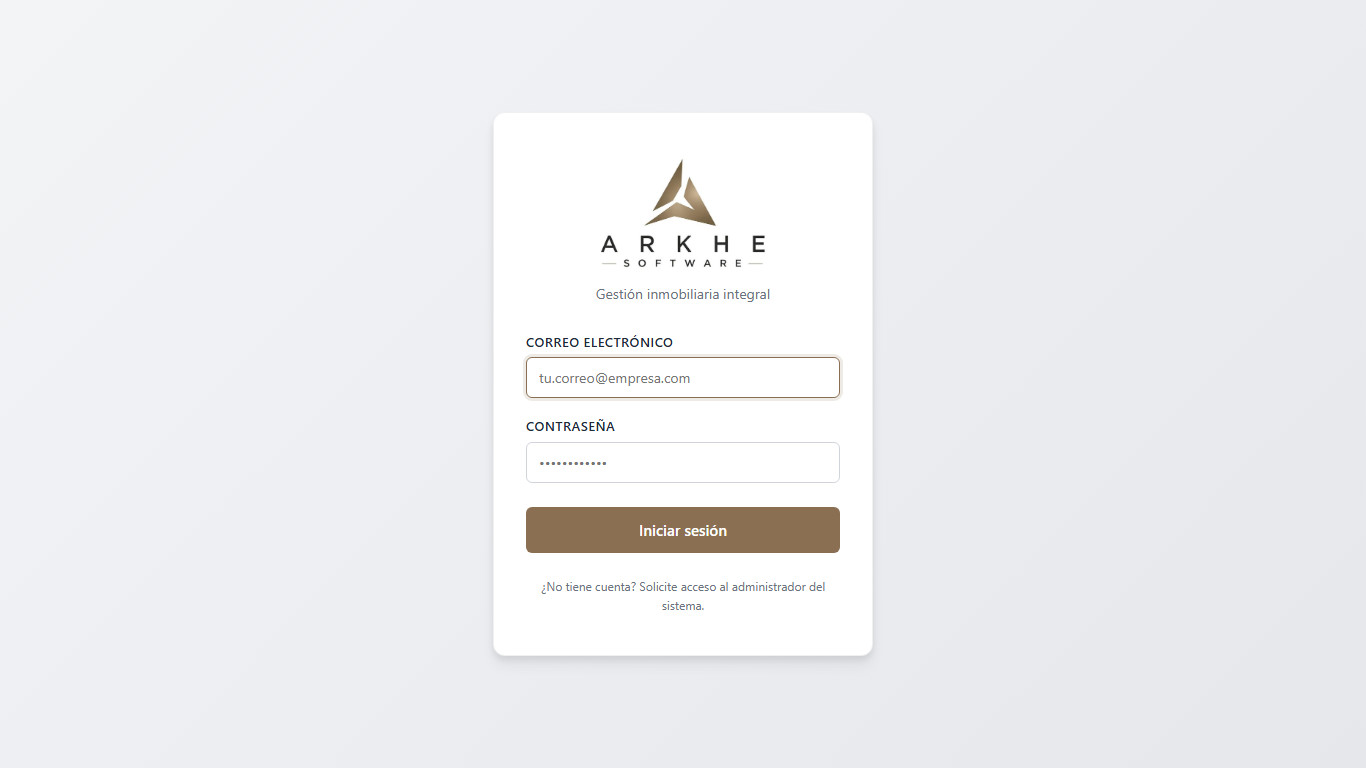 ARKHE
SOFTWARE
Gestión inmobiliaria integral
CORREO ELECTRÓNICO
tu.correo@empresa.com
CONTRASEÑA
••••••••••••
Iniciar sesión
¿No tiene cuenta? Solicite acceso al administrador del
sistema.